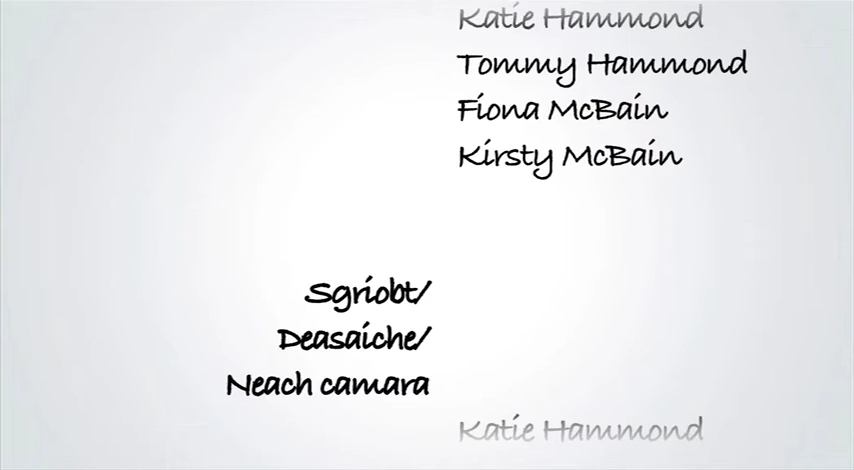 Katie Hammond
Tommy Hammond
Fiona McBain
Kirsty McBain
Sgriobt/
Deasaiche/
Neach camara
Katie Hammond